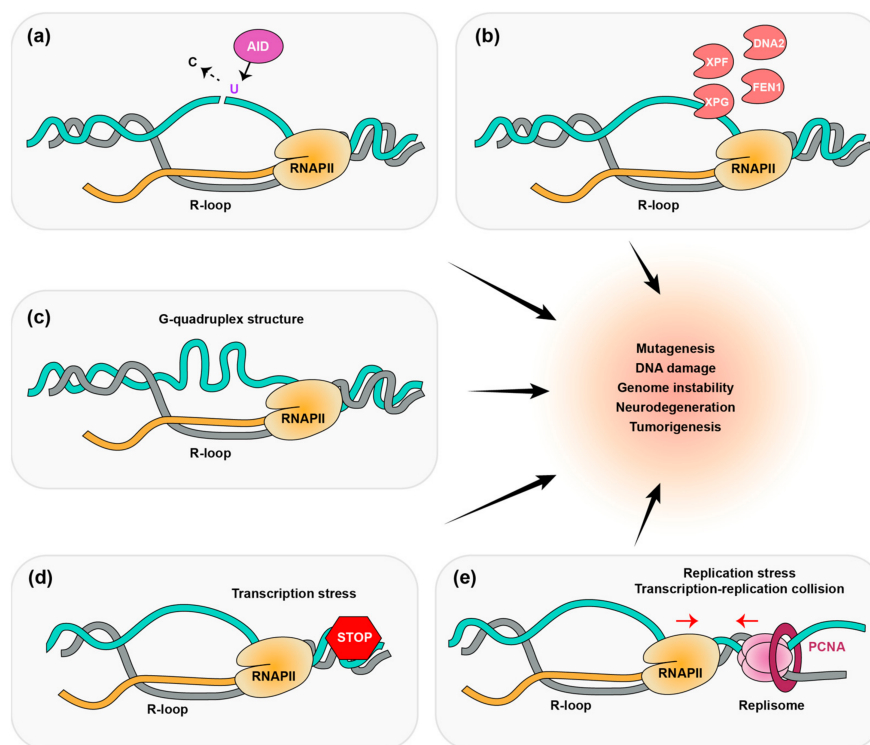 (a)
AID
C
U
RNAPII
R-loop
(b)
DNA2
XPF
FEN1
XPG
RNAPII
R-loop
(c)
G-quadruplex structure
RNAPII
R-loop
Mutagenesis
DNA damage
Genome instability
Neurodegeneration
Tumorigenesis
(d)
Transcription stress
STOP
RNAPII
R-loop
(e)
Replication stress
Transcription-replication collision
PCNA
RNAPII
R-loop
Replisome